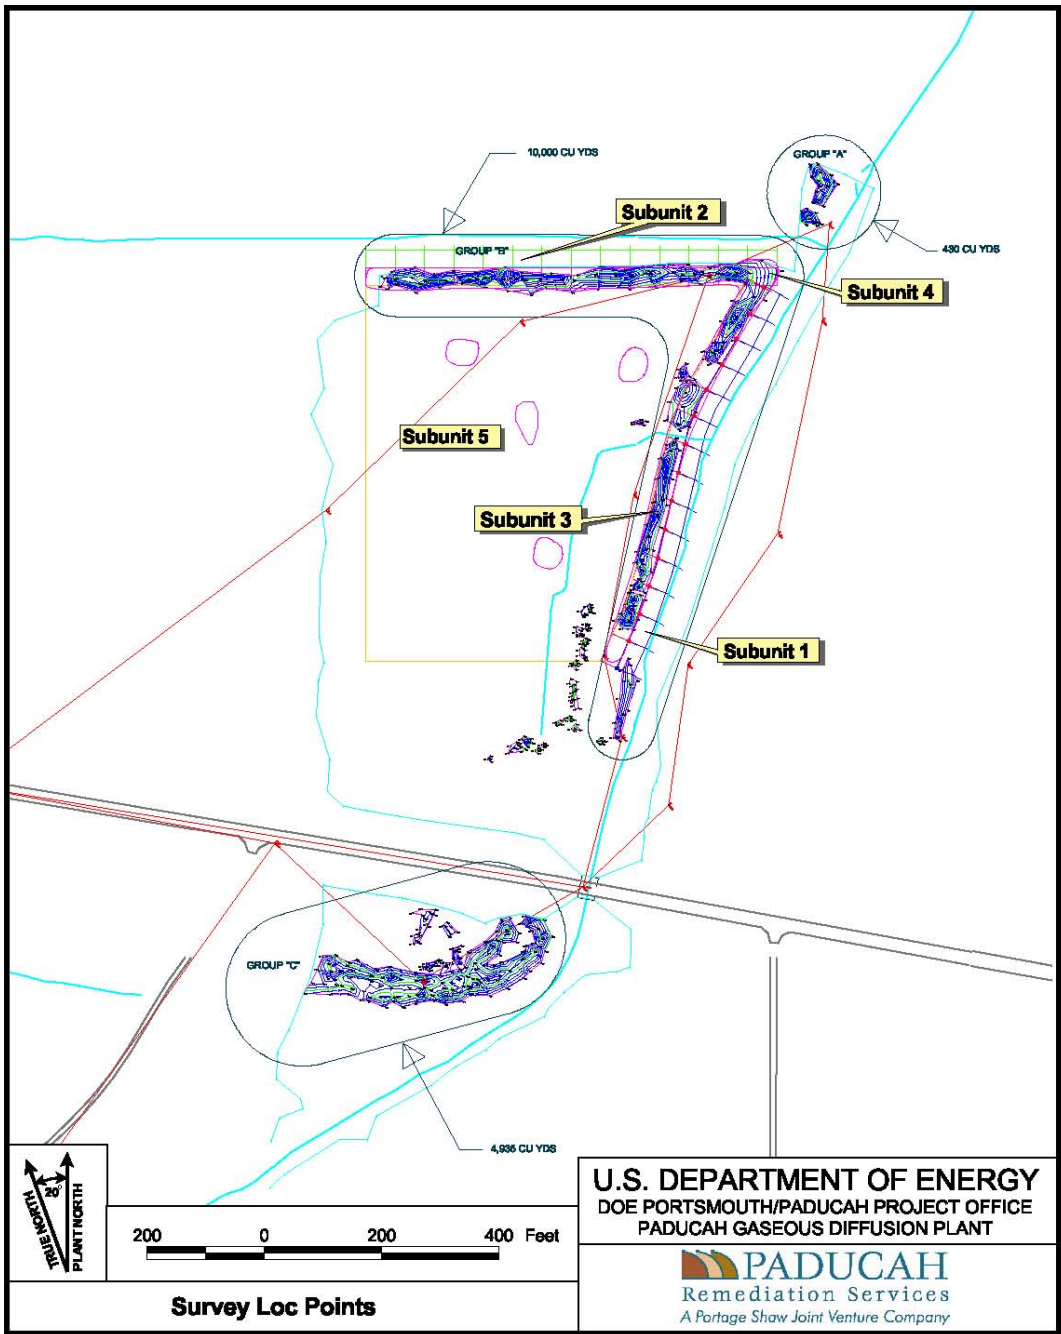 10,000 CU YDS
GROUP "A"
Subunit 2
GROUP "B"
430 CU YDS
Subunit 4
Subunit 5
Subunit 3
Subunit 1
GROUP "C"
4,935 CU YDS
TRUE NORTH
20°
PLANT NORTH
200 0 200 400 Feet
Survey Loc Points
U.S. DEPARTMENT OF ENERGY
DOE PORTSMOUTH/PADUCAH PROJECT OFFICE
PADUCAH GASEOUS DIFFUSION PLANT
PADUCAH
Remediation Services
A Portage Shaw Joint Venture Company